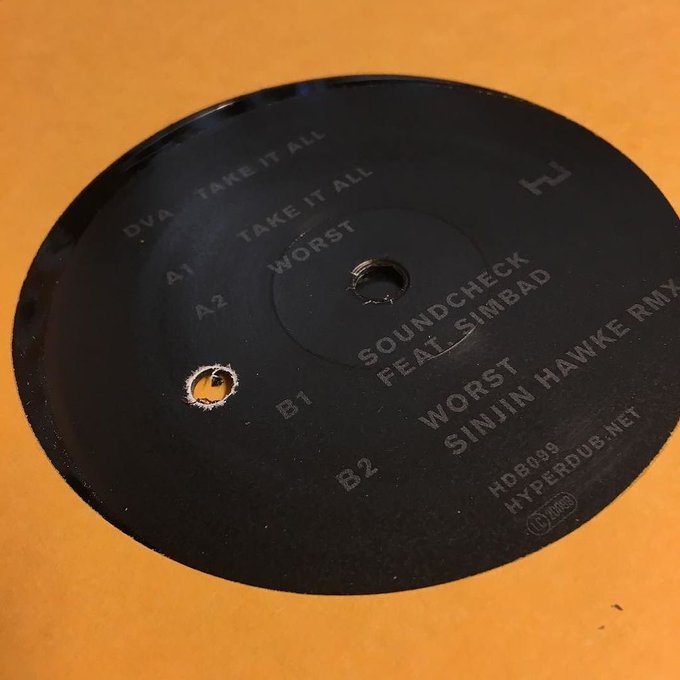 DVA TAKE IT ALL
A1 TAKE IT ALL
A2 WORST
B1 SOUNDCHECK
FEAT. SIMBAD
B2 WORST
SINJIN HAWKE RMX
HDB099
HYPERDUB.NET
LC